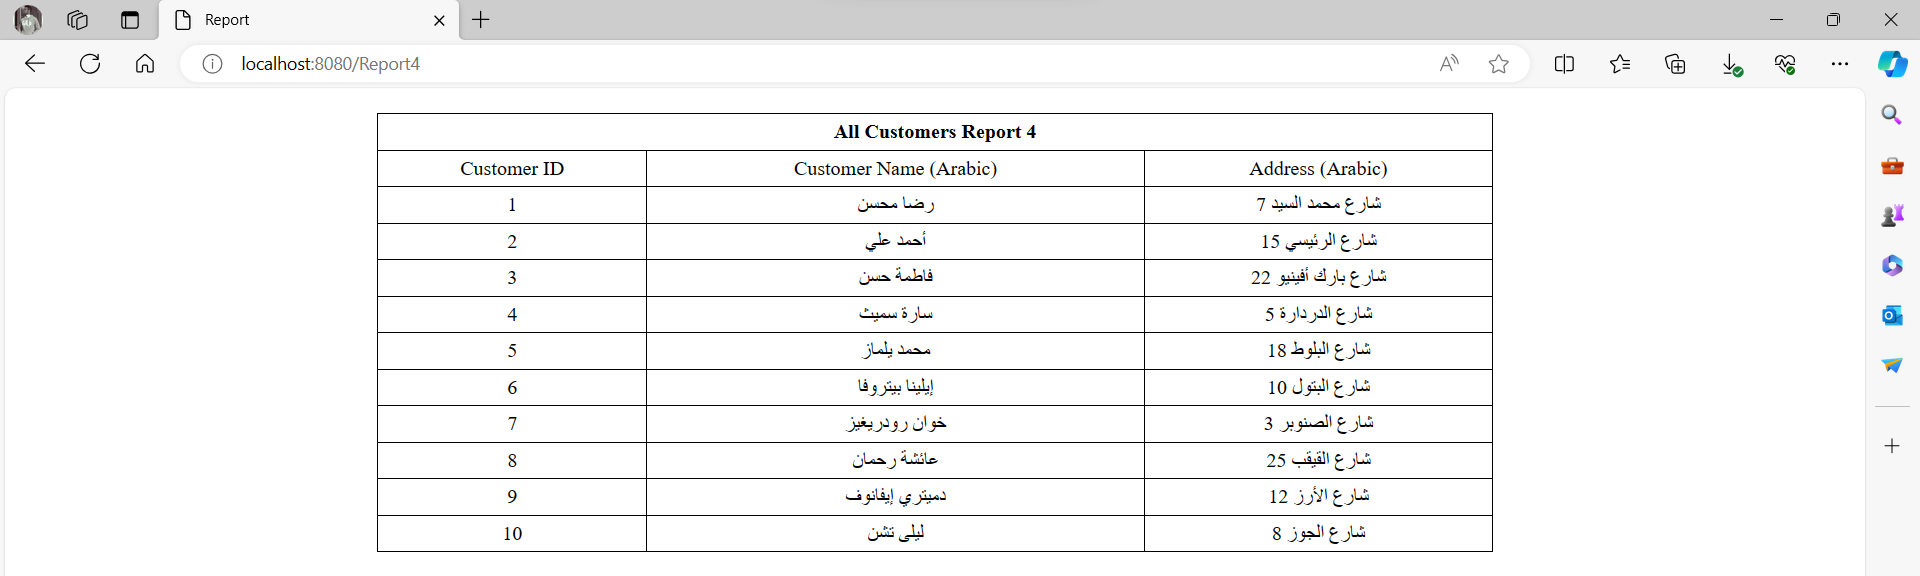 Report
localhost:8080/Report4
All Customers Report 4
Customer ID Customer Name (Arabic) Address (Arabic)
1 رضا محسن شارع محمد السيد 7
2 أحمد علي شارع الرئيسي 15
3 فاطمة حسن شارع بارك أفينيو 22
4 سارة سميث شارع الدردارة 5
5 محمد يلماز شارع البلوط 18
6 إيلينا بيتروفا شارع البتول 10
7 خوان رودريغيز شارع الصنوبر 3
8 عائشة رحمان شارع القيقب 25
9 دميتري إيفانوف شارع الأرز 12
10 ليلى تشن شارع الجوز 8